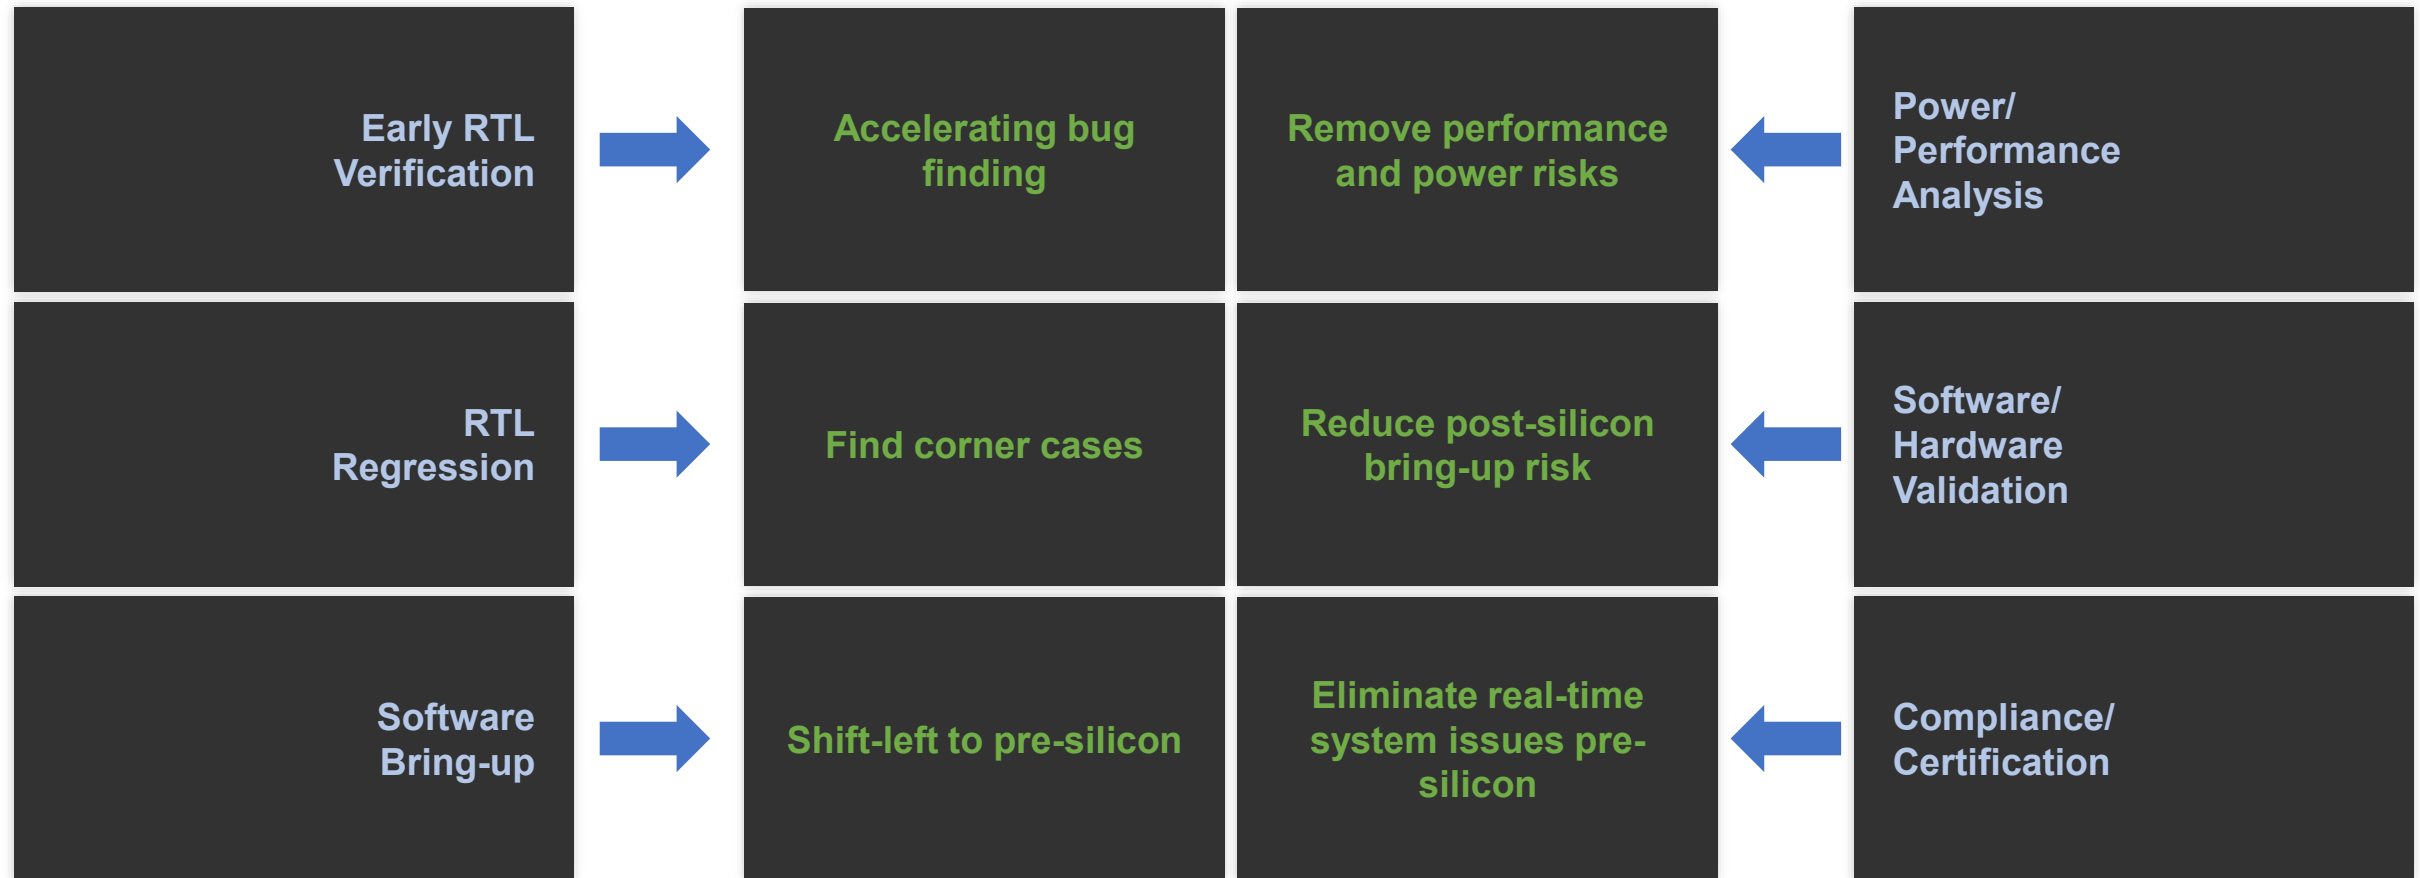 Early RTL
Verification
Accelerating bug
finding
Remove performance
and power risks
Power/
Performance
Analysis
RTL
Regression
Find corner cases
Reduce post-silicon
bring-up risk
Software/
Hardware
Validation
Software
Bring-up
Shift-left to pre-silicon
Eliminate real-time
system issues pre-
silicon
Compliance/
Certification